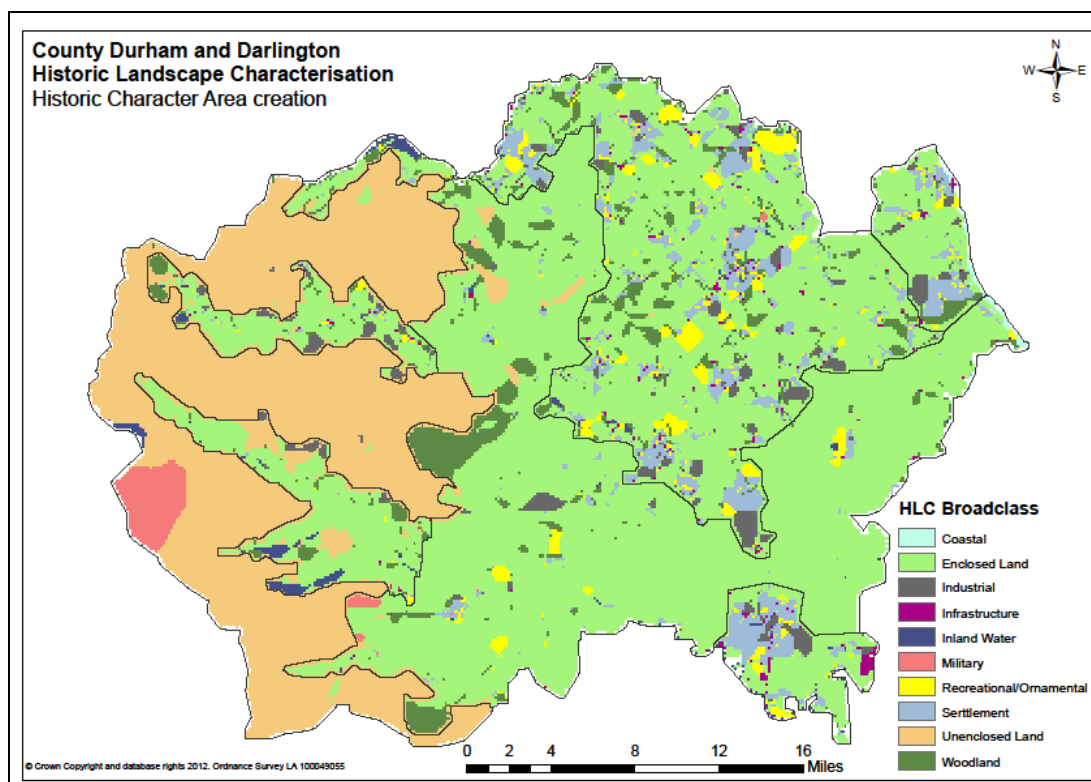 County Durham and Darlington
Historic Landscape Characterisation
Historic Character Area creation
N
W E
S
HLC Broadclass
Coastal
Enclosed Land
Industrial
Infrastructure
Inland Water
Military
Recreational/Ornamental
Serttlement
Unenclosed Land
Woodland
0 2 4 8 12 16
Miles
© Crown Copyright and database rights 2012. Ordnance Survey LA 100049055